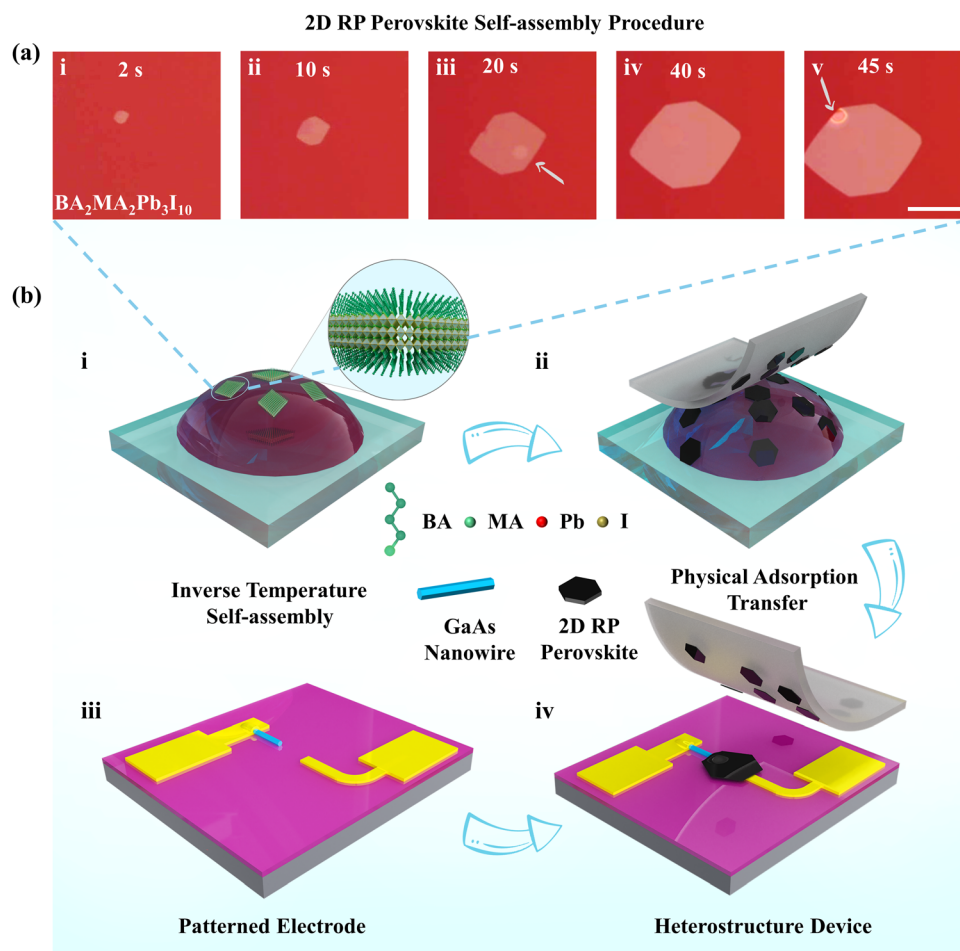 2D RP Perovskite Self-assembly Procedure
(a)
i 2 s
ii 10 s
iii 20 s
iv 40 s
v 45 s
BA₂MA₂Pb₃I₁₀
(b)
i
ii
BA MA Pb I
Inverse Temperature
Self-assembly
GaAs
Nanowire
2D RP
Perovskite
Physical Adsorption
Transfer
iii
iv
Patterned Electrode
Heterostructure Device